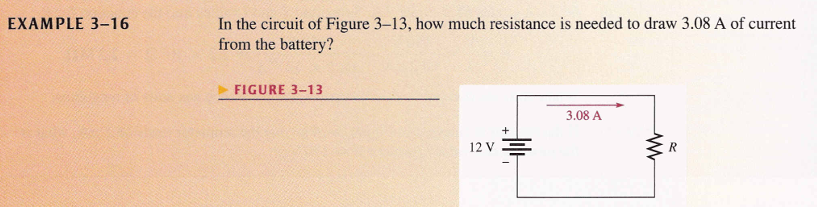 EXAMPLE 3–16
In the circuit of Figure 3–13, how much resistance is needed to draw 3.08 A of current
from the battery?
► FIGURE 3–13
3.08 A
+
12 V
R
–